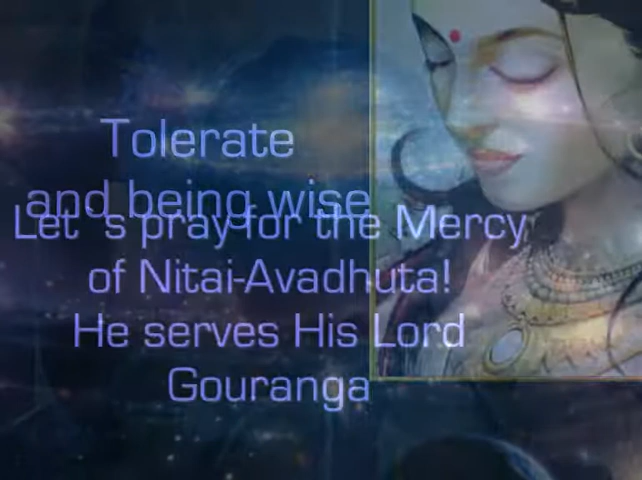 Tolerate
and being wise
Let´s pray for the Mercy
of Nitai-Avadhuta!
He serves His Lord
Gouranga